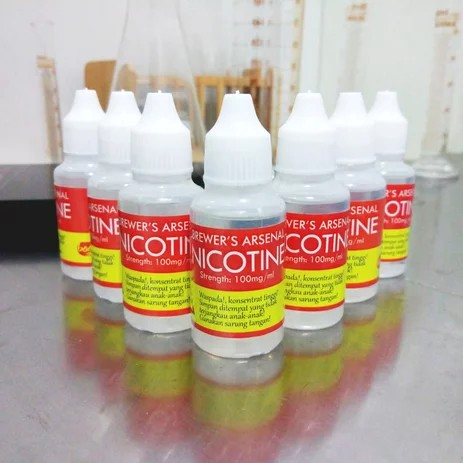 BREWER'S ARSENAL
NICOTINE
Strength: 100mg/ml
Waspada!, konsentrat tinggi!
Simpan ditempat yang tidak
terjangkau anak-anak!
Gunakan sarung tangan!